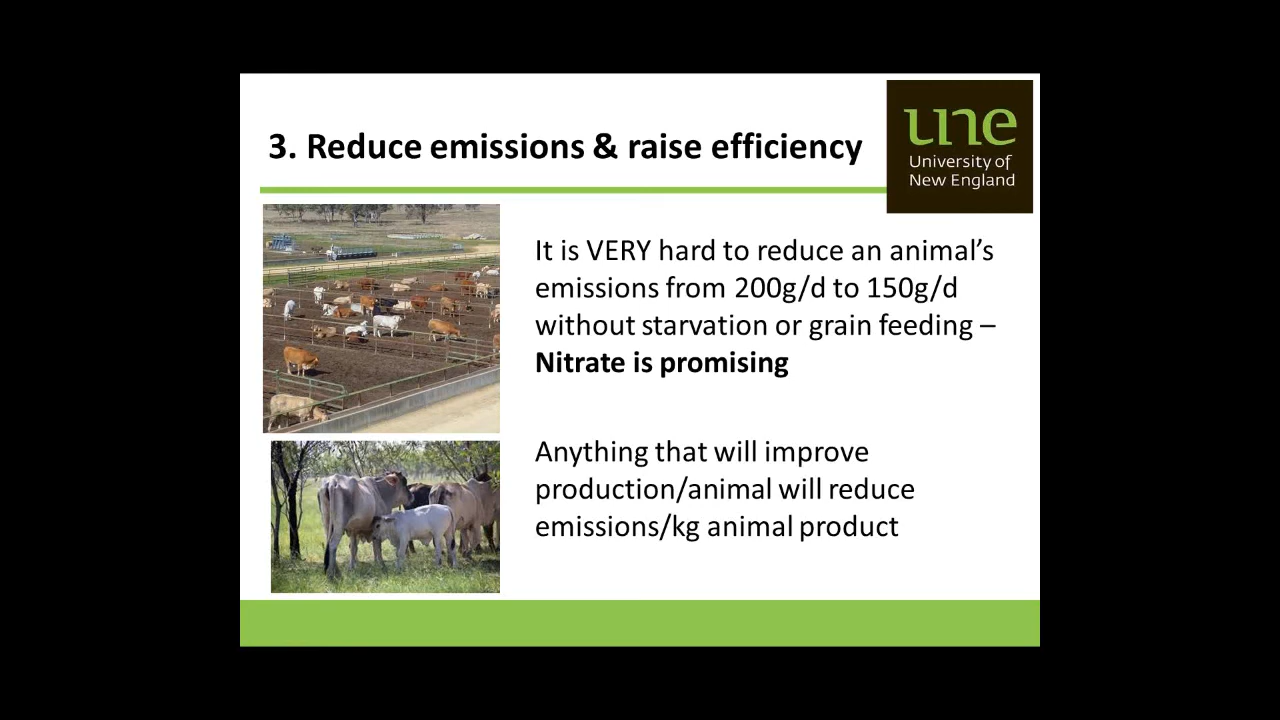 3. Reduce emissions & raise efficiency
une
University of
New England
It is VERY hard to reduce an animal’s
emissions from 200g/d to 150g/d
without starvation or grain feeding –
Nitrate is promising
Anything that will improve
production/animal will reduce
emissions/kg animal product